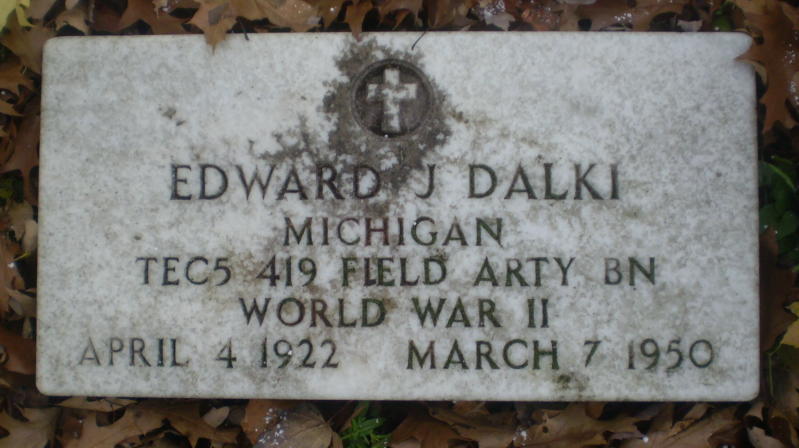 EDWARD J DALKI
MICHIGAN
TEC5 419 FIELD ARTY BN
WORLD WAR II
APRIL 4 1922 MARCH 7 1950